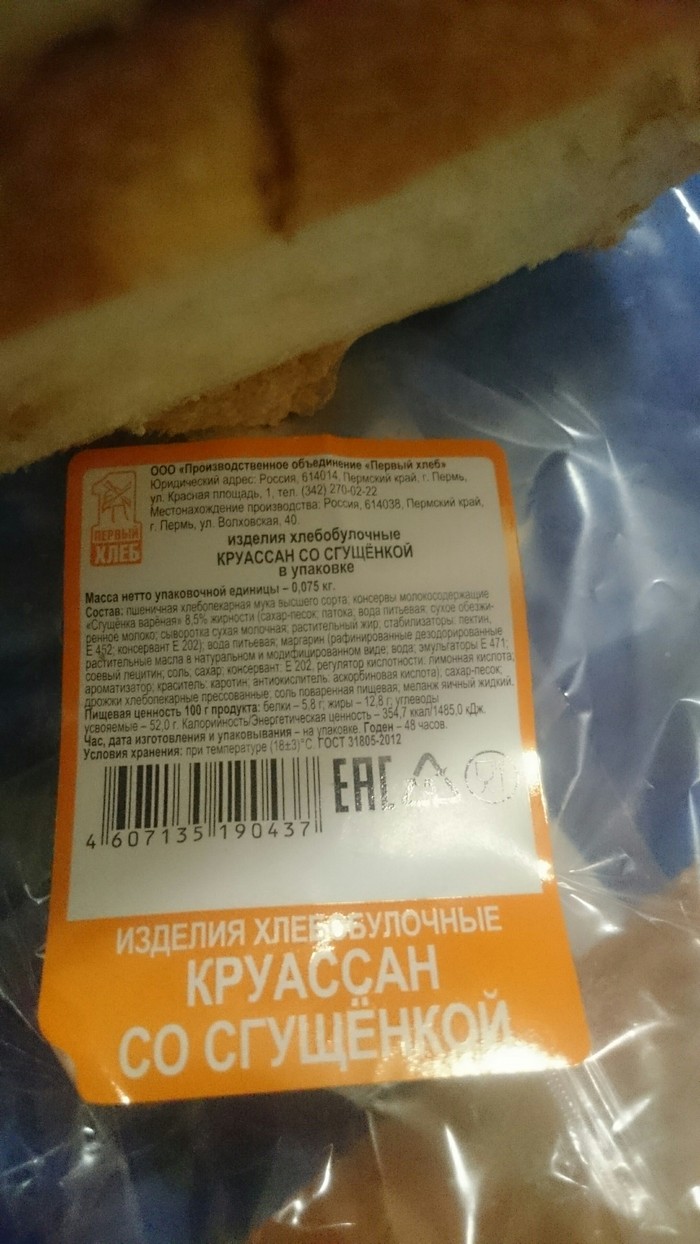 ООО «Производственное объединение «Первый хлеб»
Юридический адрес: Россия, 614014, Пермский край, г. Пермь,
ул. Красная площадь, 1, тел. (342) 270-02-22
Местонахождение производства: Россия, 614038, Пермский край,
г. Пермь, ул. Волховская, 40.
ПЕРВЫЙ
ХЛЕБ
изделия хлебобулочные
КРУАССАН СО СГУЩЁНКОЙ
в упаковке
Масса нетто упаковочной единицы – 0,075 кг.
Состав: пшеничная хлебопекарная мука высшего сорта; консервы молокосодержащие
«Сгущёнка варёная» 8,5% жирности (сахар-песок; патока; вода питьевая; сухое обезжи-
ренное молоко; сыворотка сухая молочная; растительный жир; стабилизаторы: пектин,
Е 452; консервант Е 202); вода питьевая; маргарин (рафинированные дезодорированные
растительные масла в натуральном и модифицированном виде; вода; эмульгаторы Е 471,
соевый лецитин; соль; сахар; консервант: Е 202, регулятор кислотности: лимонная кислота;
ароматизатор; краситель: каротин; антиокислитель: аскорбиновая кислота); сахар-песок;
дрожжи хлебопекарные прессованные; соль поваренная пищевая; меланж яичный жидкий.
Пищевая ценность 100 г продукта: белки – 5,8 г; жиры – 12,8 г; углеводы
усвояемые – 52,0 г. Калорийность/Энергетическая ценность – 354,7 ккал/1485,0 кДж.
Час, дата изготовления и упаковывания – на упаковке. Годен – 48 часов.
Условия хранения: при температуре (18±3)°С. ГОСТ 31805-2012
4 607135 190437
ЕАС
ИЗДЕЛИЯ ХЛЕБОБУЛОЧНЫЕ
КРУАССАН
СО СГУЩЁНКОЙ